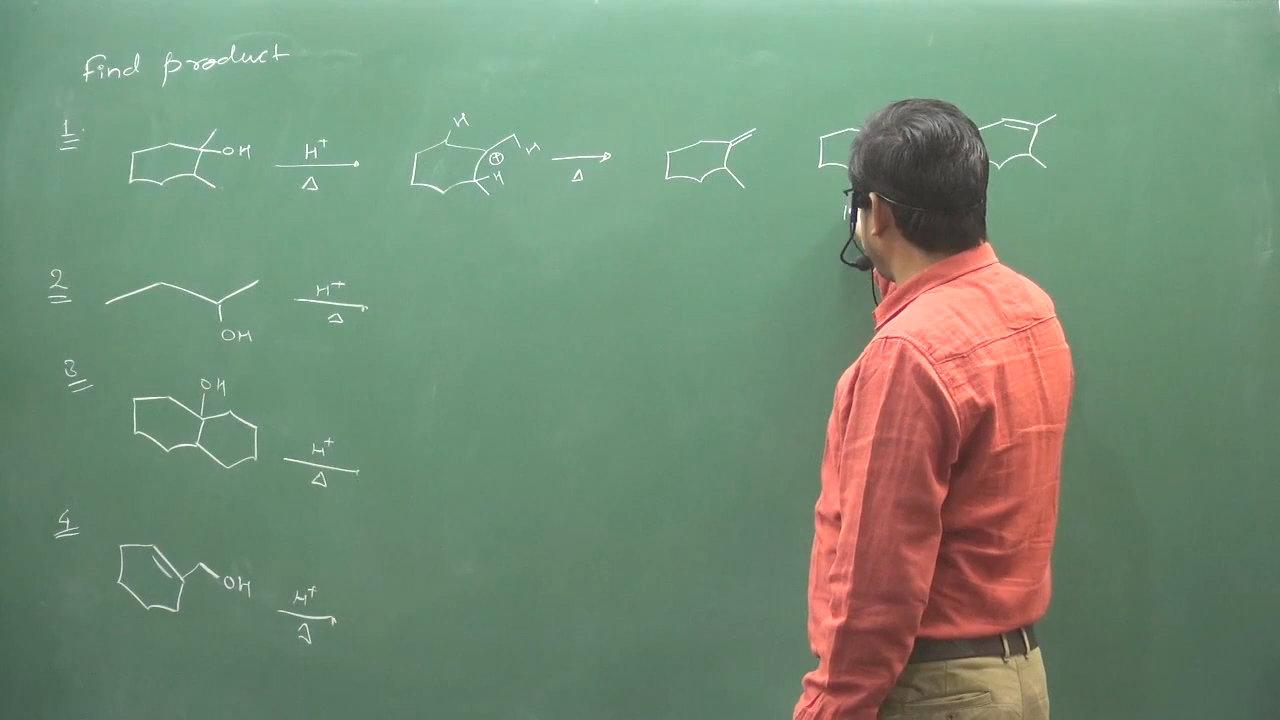 Find product
1.
OH H⁺ Δ H ⊕ H H Δ
2
OH H⁺ Δ
3
OH H⁺ Δ
4
OH H⁺ Δ